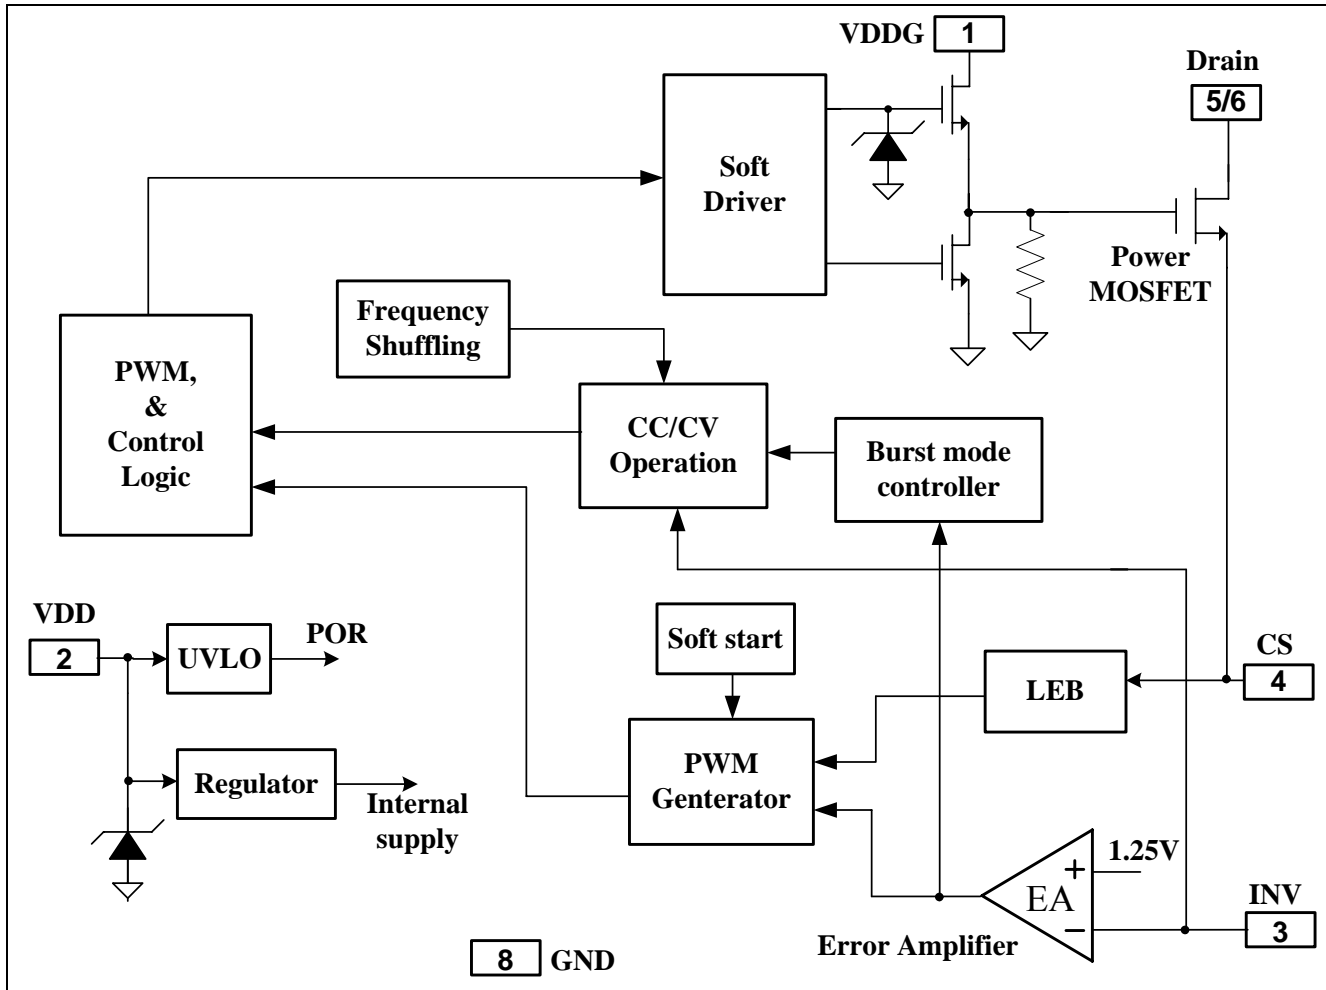 VDDG 1
Drain
5/6
Soft
Driver
Power
MOSFET
Frequency
Shuffling
PWM,
&
Control
Logic
CC/CV
Operation
Burst mode
controller
VDD
2
UVLO
POR
Soft start
CS
4
LEB
Regulator
Internal
supply
PWM
Genterator
1.25V
+
EA
−
INV
3
Error Amplifier
8 GND